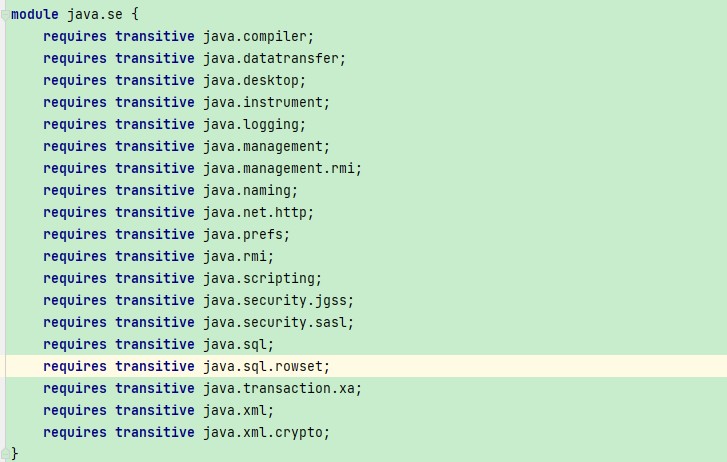 module java.se {
    requires transitive java.compiler;
    requires transitive java.datatransfer;
    requires transitive java.desktop;
    requires transitive java.instrument;
    requires transitive java.logging;
    requires transitive java.management;
    requires transitive java.management.rmi;
    requires transitive java.naming;
    requires transitive java.net.http;
    requires transitive java.prefs;
    requires transitive java.rmi;
    requires transitive java.scripting;
    requires transitive java.security.jgss;
    requires transitive java.security.sasl;
    requires transitive java.sql;
    requires transitive java.sql.rowset;
    requires transitive java.transaction.xa;
    requires transitive java.xml;
    requires transitive java.xml.crypto;
}